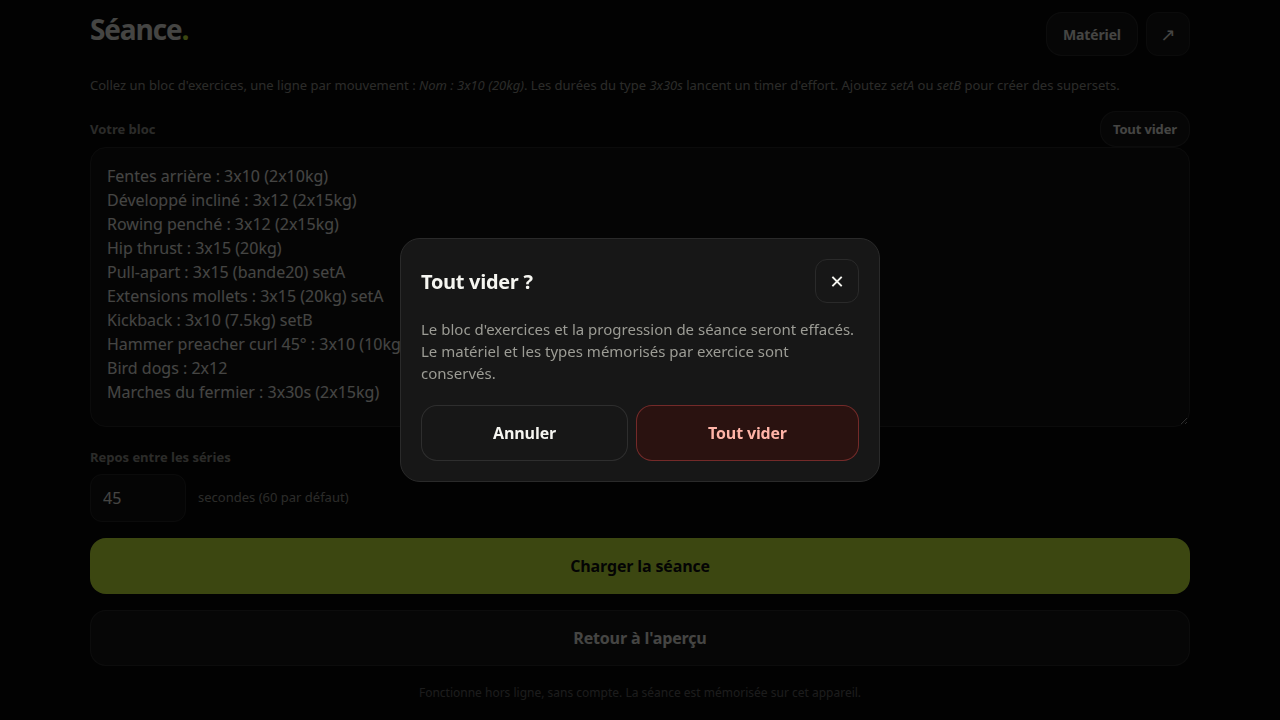 Séance.
Matériel
↗
Collez un bloc d'exercices, une ligne par mouvement : Nom : 3x10 (20kg). Les durées du type 3x30s lancent un timer d'effort. Ajoutez setA ou setB pour créer des supersets.
Votre bloc
Tout vider
Fentes arrière : 3x10 (2x10kg)
Développé incliné : 3x12 (2x15kg)
Rowing penché : 3x12 (2x15kg)
Hip thrust : 3x15 (20kg)
Pull-apart : 3x15 (bande20) setA
Extensions mollets : 3x15 (20kg) setA
Kickback : 3x10 (7.5kg) setB
Hammer preacher curl 45° : 3x10 (10kg
Bird dogs : 2x12
Marches du fermier : 3x30s (2x15kg)
Tout vider ?
✕
Le bloc d'exercices et la progression de séance seront effacés.
Le matériel et les types mémorisés par exercice sont
conservés.
Annuler
Tout vider
Repos entre les séries
45
secondes (60 par défaut)
Charger la séance
Retour à l'aperçu
Fonctionne hors ligne, sans compte. La séance est mémorisée sur cet appareil.